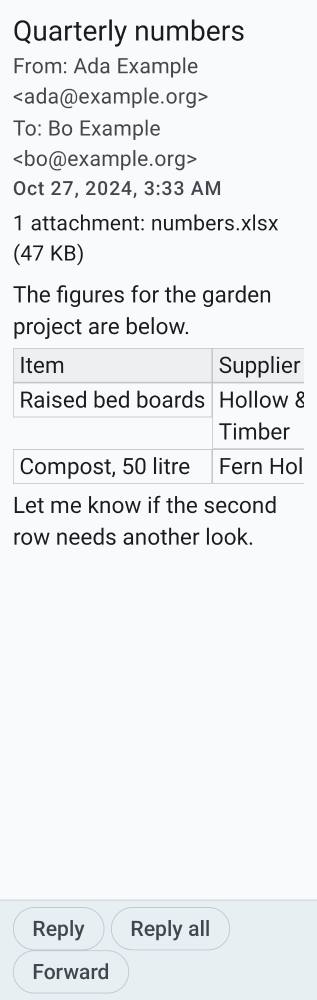 Quarterly numbers
From: Ada Example
<ada@example.org>
To: Bo Example
<bo@example.org>
Oct 27, 2024, 3:33 AM
1 attachment: numbers.xlsx
(47 KB)
The figures for the garden
project are below.
Item Supplier
Raised bed boards Hollow &
Timber
Compost, 50 litre Fern
Let me know if the second
row needs another look.
Reply Reply all
Forward